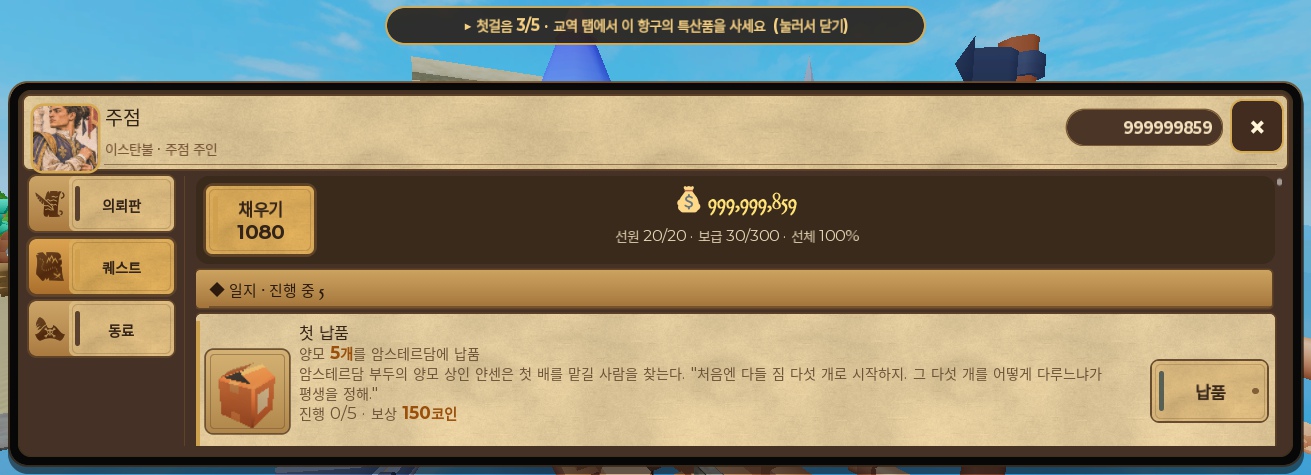 ▸ 첫걸음 3/5 · 교역 탭에서 이 항구의 특산품을 사세요 (눌러서 닫기)
주점
이스탄불 · 주점 주인
999999859
×
의뢰판
퀘스트
동료
채우기
1080
999,999,859
선원 20/20 · 보급 30/300 · 선체 100%
◆ 일지 · 진행 중 5
첫 납품
양모 5개를 암스테르담에 납품
암스테르담 부두의 양모 상인 얀센은 첫 배를 맡길 사람을 찾는다. "처음엔 다들 짐 다섯 개로 시작하지. 그 다섯 개를 어떻게 다루느냐가
평생을 정해."
진행 0/5 · 보상 150코인
납품